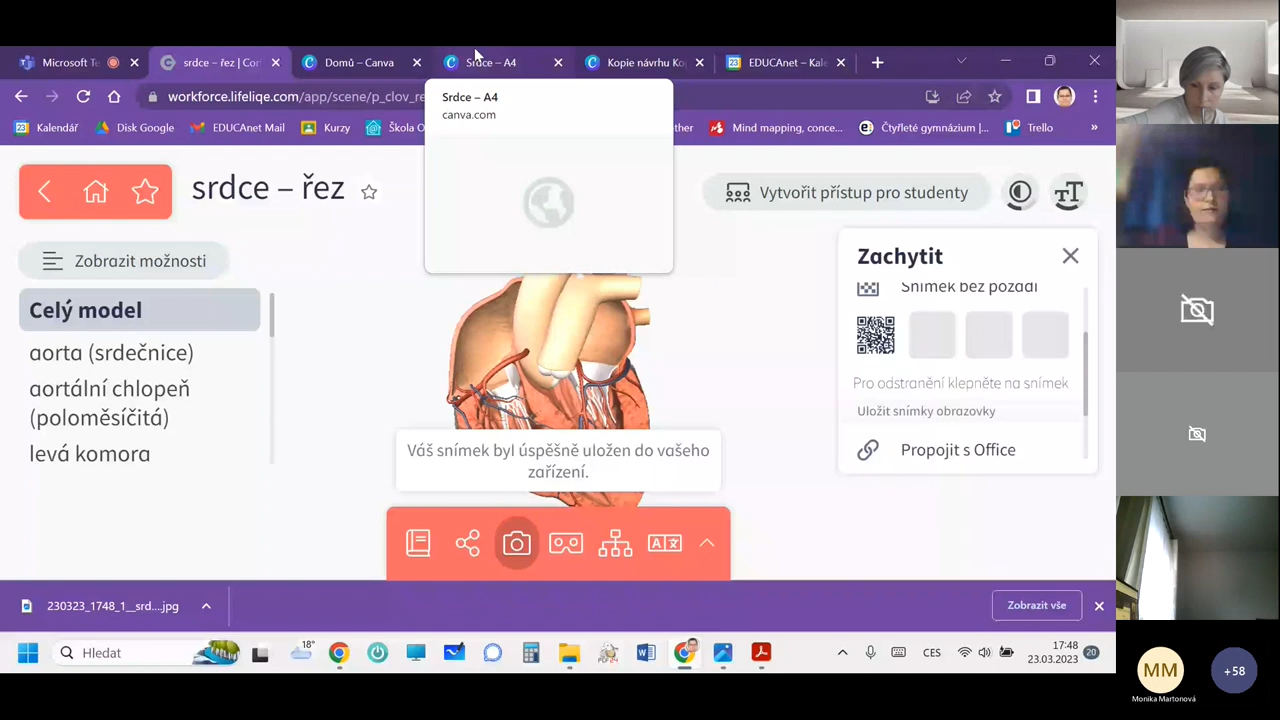 Microsoft Te
srdce – řez | Cor
Domů – Canva
Srdce – A4
Kopie návrhu Ko
EDUCAnet – Kale
workforce.lifeliqe.com/app/scene/p_clov_re
Kalendář
Disk Google
EDUCAnet Mail
Kurzy
Škola O
ther
Mind mapping, conce...
Čtyřleté gymnázium |...
Trello
»
Srdce – A4
canva.com
srdce – řez
Vytvořit přístup pro studenty
TT
Zobrazit možnosti
Celý model
aorta (srdečnice)
aortální chlopeň
(poloměsíčitá)
levá komora
Zachytit
Snímek bez pozadí
Pro odstranění klepněte na snímek
Uložit snímky obrazovky
Propojit s Office
Váš snímek byl úspěšně uložen do vašeho
zařízení.
230323_1748_1__srd....jpg
Zobrazit vše
Hledat
18°
CES
17:48
23.03.2023
20
MM
Monika Martonová
+58